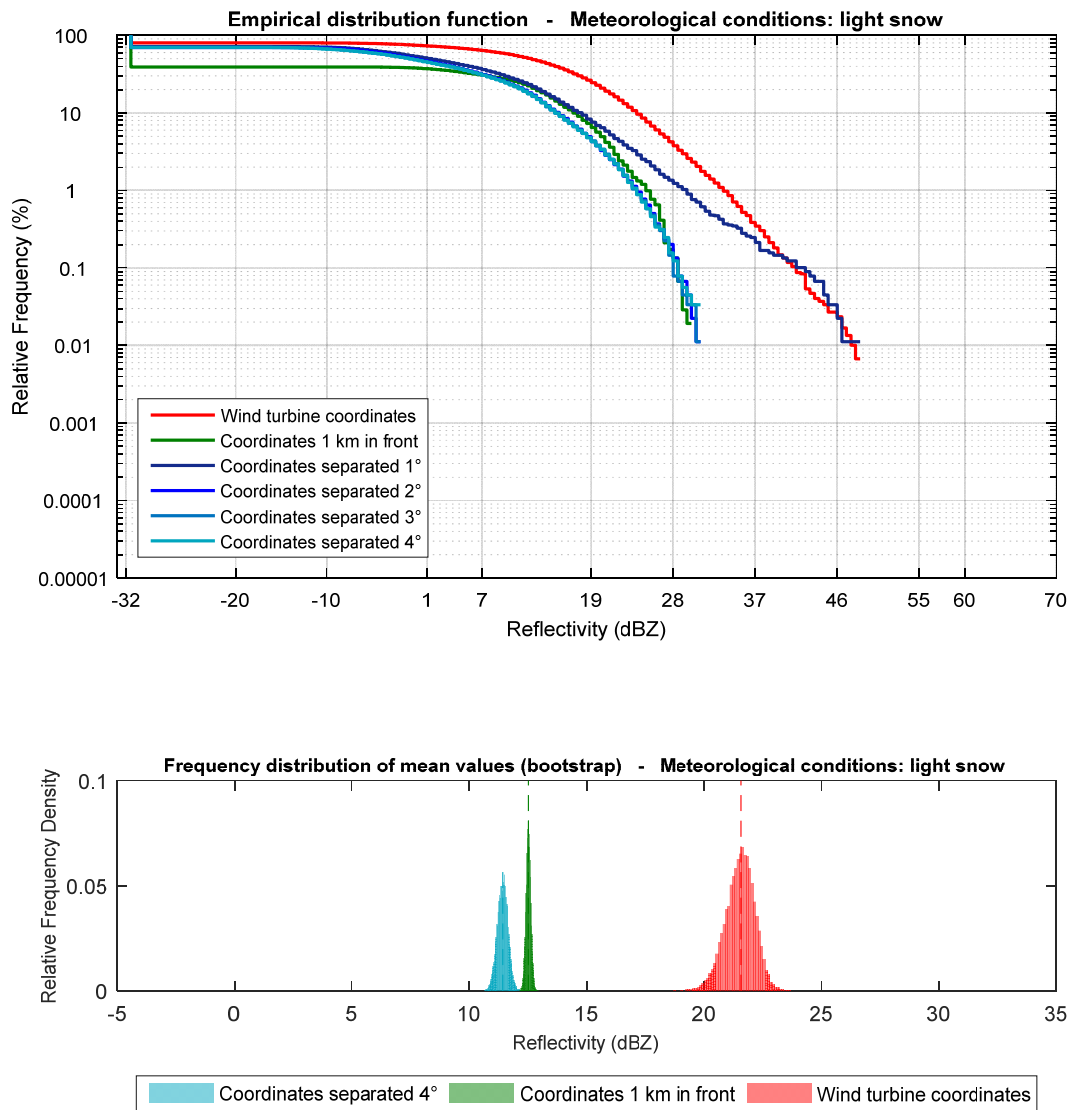 Empirical distribution function - Meteorological conditions: light snow
100
10
1
0.1
0.01
0.001
0.0001
0.00001
Relative Frequency (%)
Wind turbine coordinates
Coordinates 1 km in front
Coordinates separated 1°
Coordinates separated 2°
Coordinates separated 3°
Coordinates separated 4°
-32 -20 -10 1 7 19 28 37 46 55 60 70
Reflectivity (dBZ)
Frequency distribution of mean values (bootstrap) - Meteorological conditions: light snow
0.1
0.05
0
Relative Frequency Density
-5 0 5 10 15 20 25 30 35
Reflectivity (dBZ)
Coordinates separated 4° Coordinates 1 km in front Wind turbine coordinates